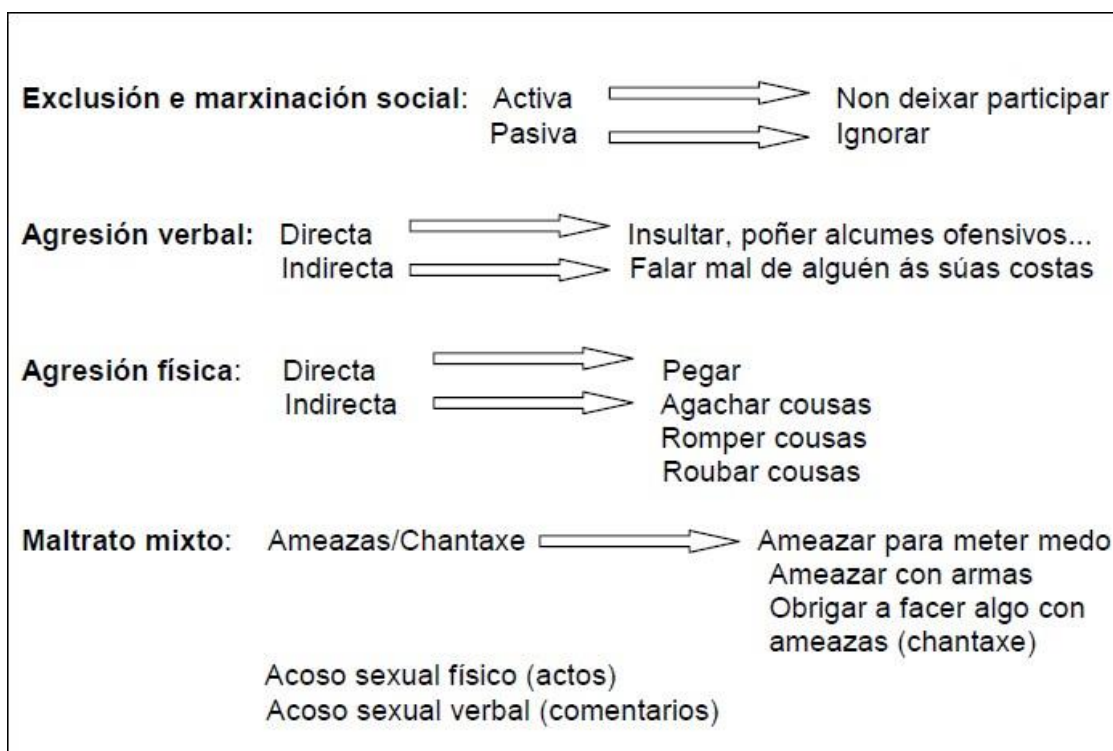 Exclusión e marxinación social: Activa Non deixar participar
Pasiva Ignorar
Agresión verbal: Directa Insultar, poñer alcumes ofensivos...
Indirecta Falar mal de alguén ás súas costas
Agresión física: Directa Pegar
Indirecta Agachar cousas
Romper cousas
Roubar cousas
Maltrato mixto: Ameazas/Chantaxe Ameazar para meter medo
Ameazar con armas
Obrigar a facer algo con
ameazas (chantaxe)
Acoso sexual físico (actos)
Acoso sexual verbal (comentarios)